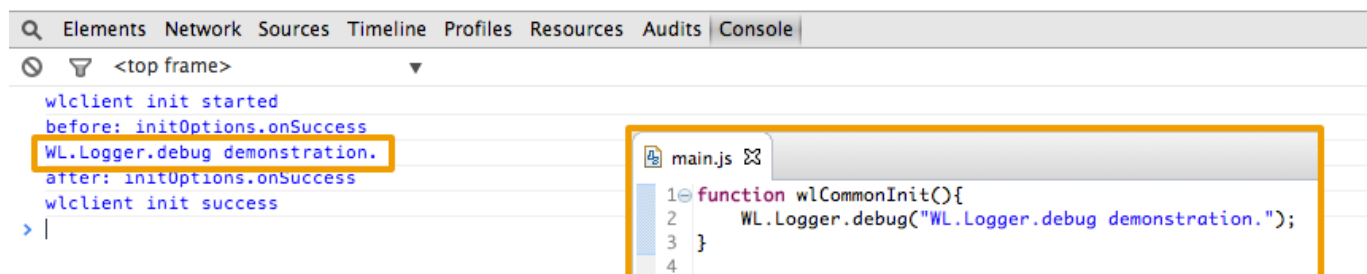 Elements Network Sources Timeline Profiles Resources Audits Console
<top frame> ▼
wlclient init started
before: initOptions.onSuccess
WL.Logger.debug demonstration.
after: initOptions.onSuccess
wlclient init success
>
main.js
1 function wlCommonInit(){
2 WL.Logger.debug("WL.Logger.debug demonstration.");
3 }
4